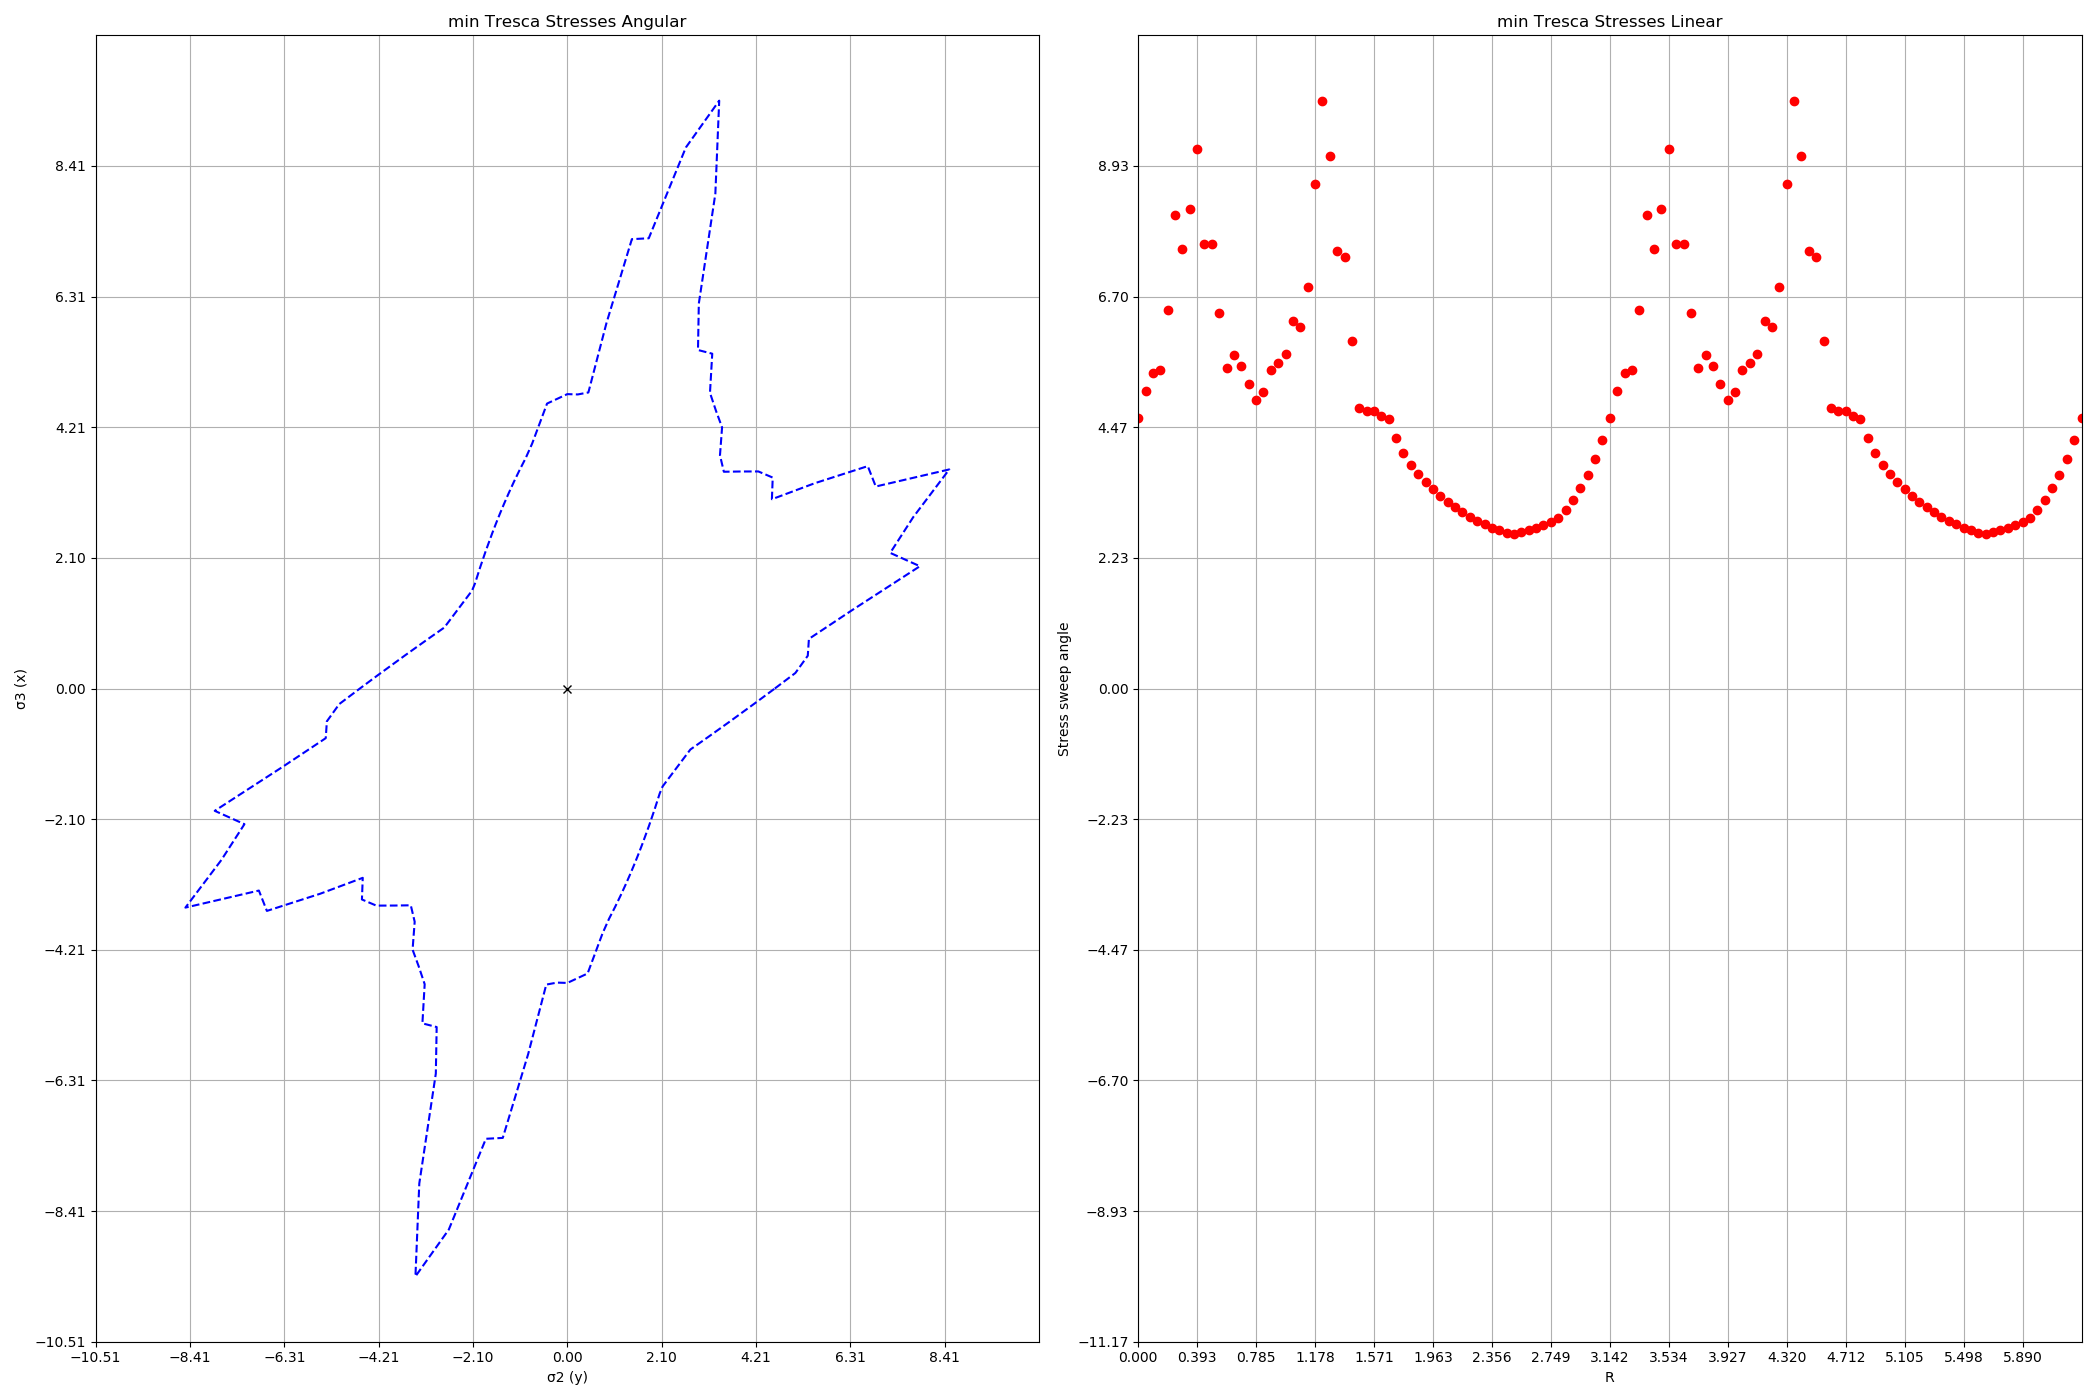 min Tresca Stresses Angular
8.41
6.31
4.21
2.10
0.00
−2.10
−4.21
−6.31
−8.41
−10.51
σ3 (x)
−10.51 −8.41 −6.31 −4.21 −2.10 0.00 2.10 4.21 6.31 8.41
σ2 (y)
min Tresca Stresses Linear
8.93
6.70
4.47
2.23
0.00
−2.23
−4.47
−6.70
−8.93
−11.17
Stress sweep angle
0.000 0.393 0.785 1.178 1.571 1.963 2.356 2.749 3.142 3.534 3.927 4.320 4.712 5.105 5.498 5.890
R